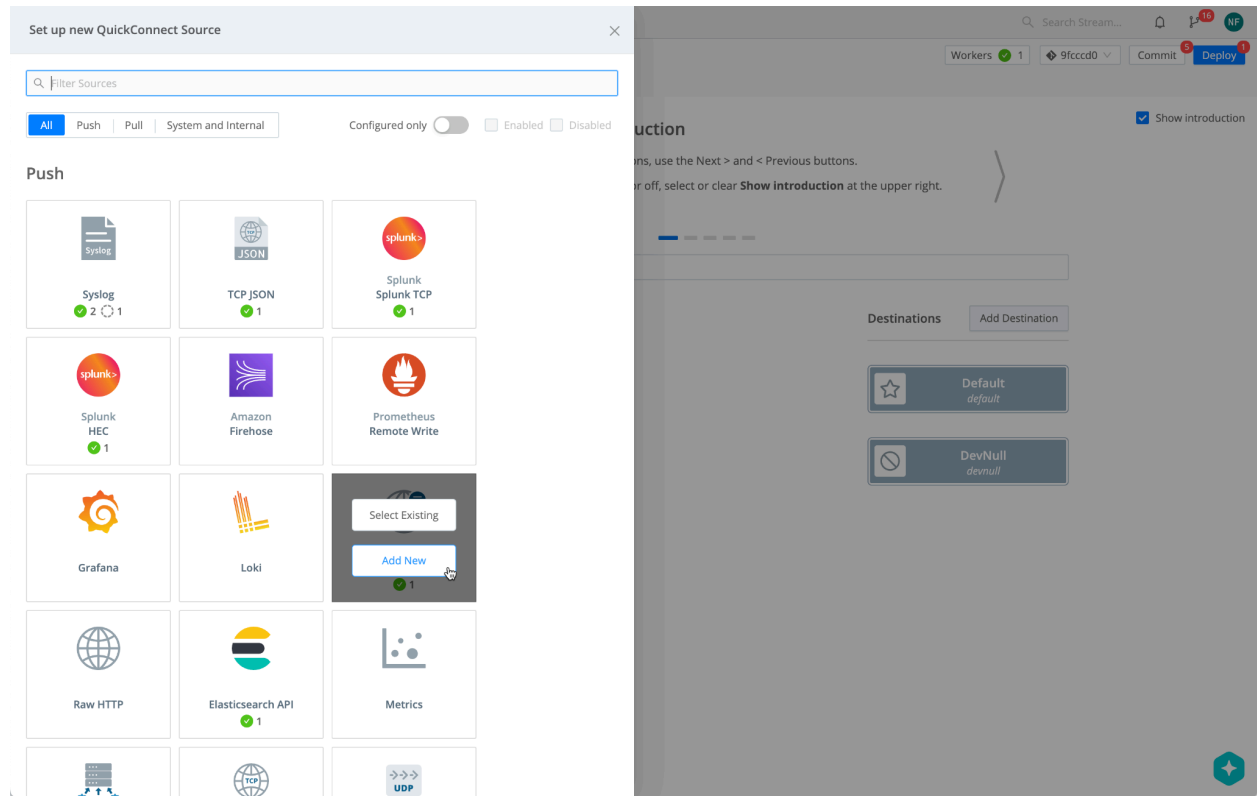 Set up new QuickConnect Source
Search Stream...
16
NF
Workers 1
9fcccd0
Commit 5
Deploy 1
Filter Sources
All
Push
Pull
System and Internal
Configured only
Enabled
Disabled
Show introduction
uction
ons, use the Next > and < Previous buttons.
or off, select or clear Show introduction at the upper right.
Push
Syslog
Syslog
2 1
JSON
TCP JSON
1
splunk>
Splunk
Splunk TCP
1
splunk>
Splunk
HEC
1
Amazon
Firehose
Prometheus
Remote Write
Grafana
Loki
Select Existing
Add New
1
Raw HTTP
Elasticsearch API
1
Metrics
TCP
UDP
Destinations
Add Destination
Default
default
DevNull
devnull